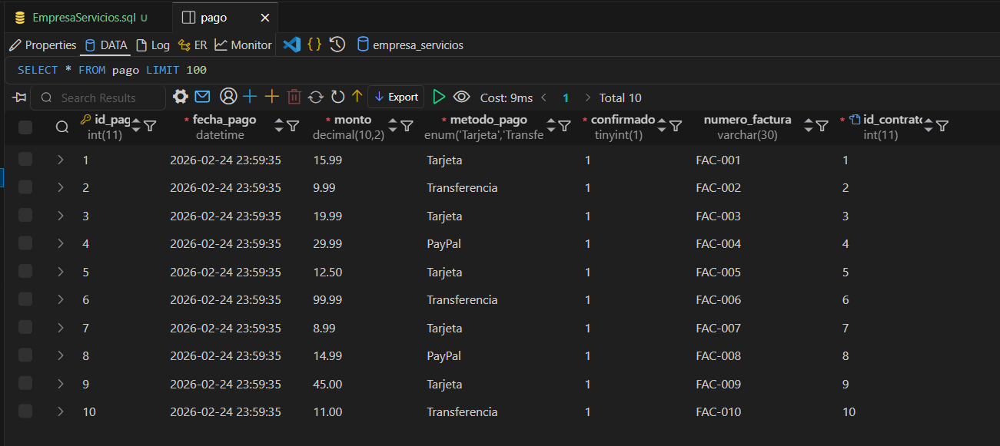 EmpresaServicios.sql U pago
Properties DATA Log ER Monitor {} empresa_servicios
SELECT * FROM pago LIMIT 100
Search Results Export Cost: 9ms 1 Total 10
id_pag * fecha_pago * monto * metodo_pago * confirmado numero_factura * id_contrato
int(11) datetime decimal(10,2) enum('Tarjeta','Transfe tinyint(1) varchar(30) int(11)
1 2026-02-24 23:59:35 15.99 Tarjeta 1 FAC-001 1
2 2026-02-24 23:59:35 9.99 Transferencia 1 FAC-002 2
3 2026-02-24 23:59:35 19.99 Tarjeta 1 FAC-003 3
4 2026-02-24 23:59:35 29.99 PayPal 1 FAC-004 4
5 2026-02-24 23:59:35 12.50 Tarjeta 1 FAC-005 5
6 2026-02-24 23:59:35 99.99 Transferencia 1 FAC-006 6
7 2026-02-24 23:59:35 8.99 Tarjeta 1 FAC-007 7
8 2026-02-24 23:59:35 14.99 PayPal 1 FAC-008 8
9 2026-02-24 23:59:35 45.00 Tarjeta 1 FAC-009 9
10 2026-02-24 23:59:35 11.00 Transferencia 1 FAC-010 10